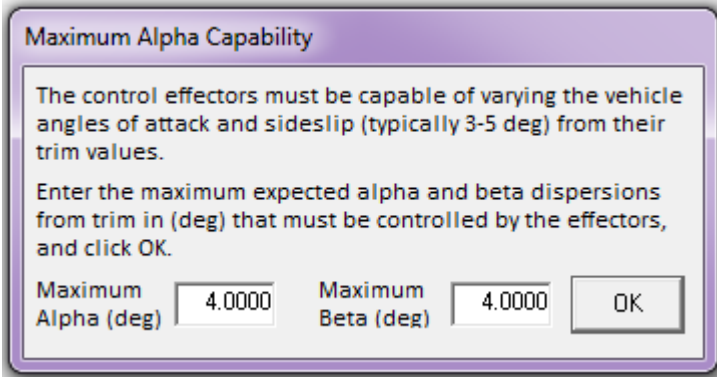 Maximum Alpha Capability
The control effectors must be capable of varying the vehicle
angles of attack and sideslip (typically 3-5 deg) from their
trim values.
Enter the maximum expected alpha and beta dispersions
from trim in (deg) that must be controlled by the effectors,
and click OK.
Maximum
Alpha (deg)
4.0000
Maximum
Beta (deg)
4.0000
OK